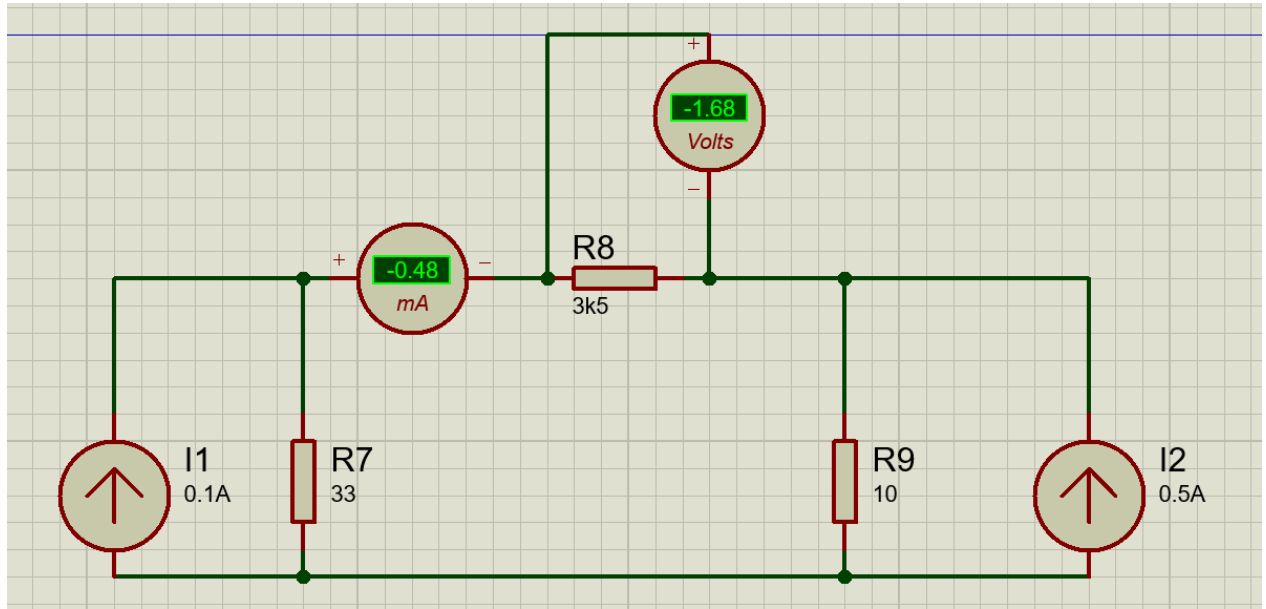 +
-1.68
Volts
−
+
-0.48
mA
−
R8
3k5
I1
0.1A
R7
33
R9
10
I2
0.5A